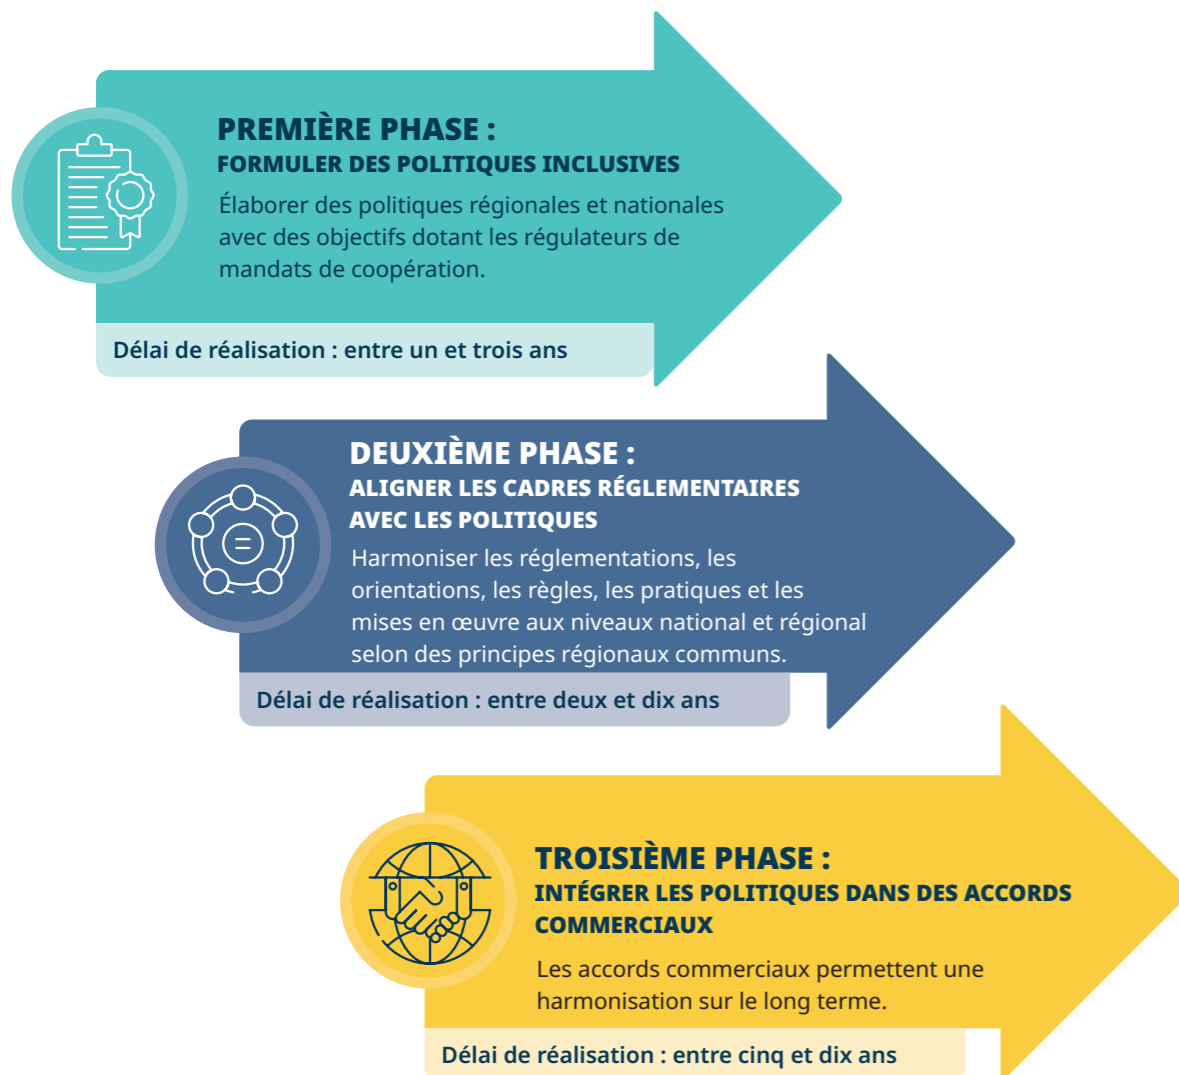 PREMIÈRE PHASE :
FORMULER DES POLITIQUES INCLUSIVES
Élaborer des politiques régionales et nationales
avec des objectifs dotant les régulateurs de
mandats de coopération.
Délai de réalisation : entre un et trois ans
DEUXIÈME PHASE :
ALIGNER LES CADRES RÉGLEMENTAIRES
AVEC LES POLITIQUES
Harmoniser les réglementations, les
orientations, les règles, les pratiques et les
mises en œuvre aux niveaux national et régional
selon des principes régionaux communs.
Délai de réalisation : entre deux et dix ans
TROISIÈME PHASE :
INTÉGRER LES POLITIQUES DANS DES ACCORDS
COMMERCIAUX
Les accords commerciaux permettent une
harmonisation sur le long terme.
Délai de réalisation : entre cinq et dix ans